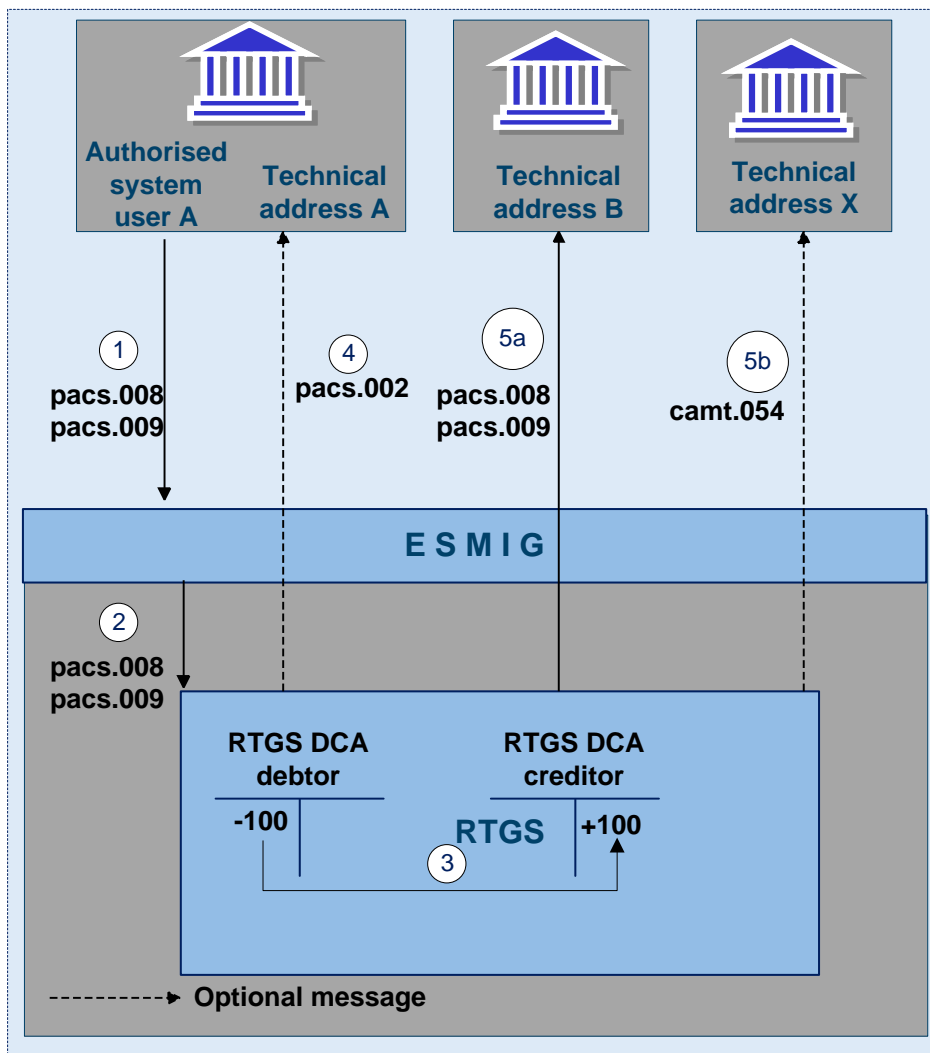 Authorised
system
user A
Technical
address A
Technical
address B
Technical
address X
1
pacs.008
pacs.009
4
pacs.002
5a
pacs.008
pacs.009
5b
camt.054
E S M I G
2
pacs.008
pacs.009
RTGS DCA
debtor
RTGS DCA
creditor
-100
RTGS
+100
3
Optional message